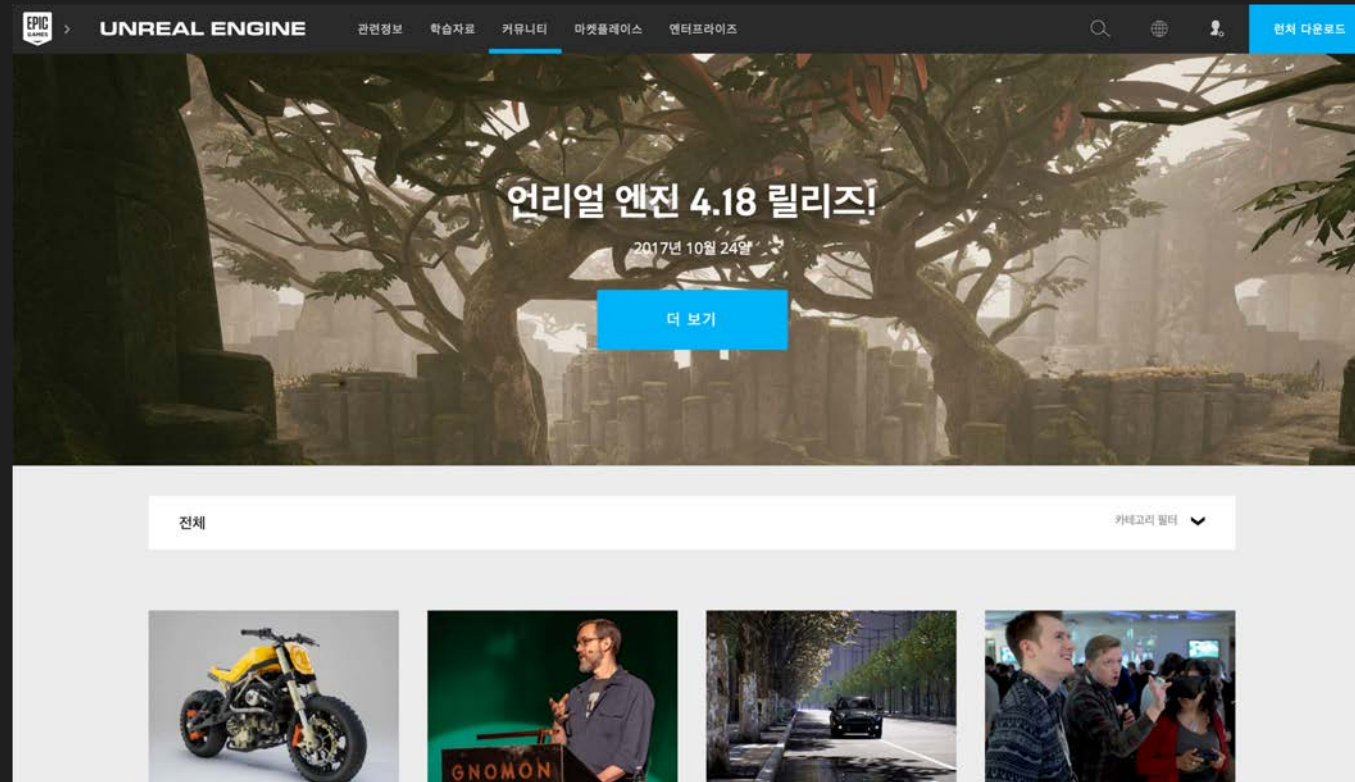 EPIC
GAMES
UNREAL ENGINE
관련정보
학습자료
커뮤니티
마켓플레이스
엔터프라이즈
런처 다운로드
언리얼 엔진 4.18 릴리즈!
2017년 10월 24일
더 보기
전체
카테고리 필터
GNOMON